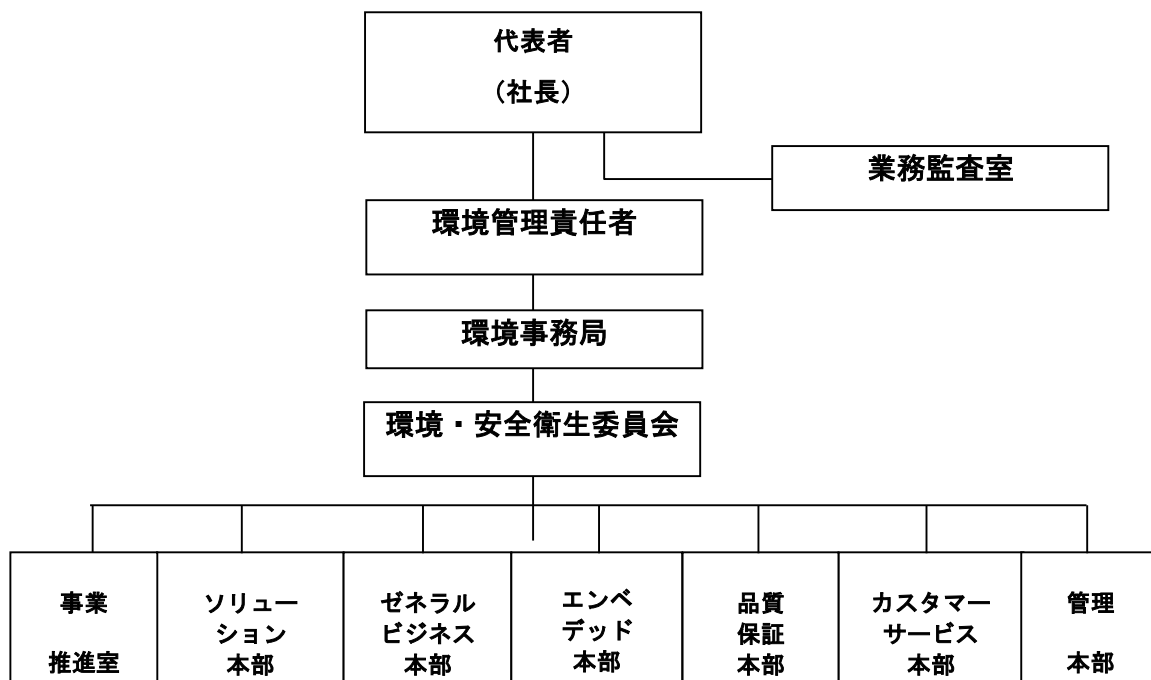 代表者
（社長）
業務監査室
環境管理責任者
環境事務局
環境・安全衛生委員会
事業
推進室
ソリュー
ション
本部
ゼネラル
ビジネス
本部
エンベ
デッド
本部
品質
保証
本部
カスタマー
サービス
本部
管理
本部